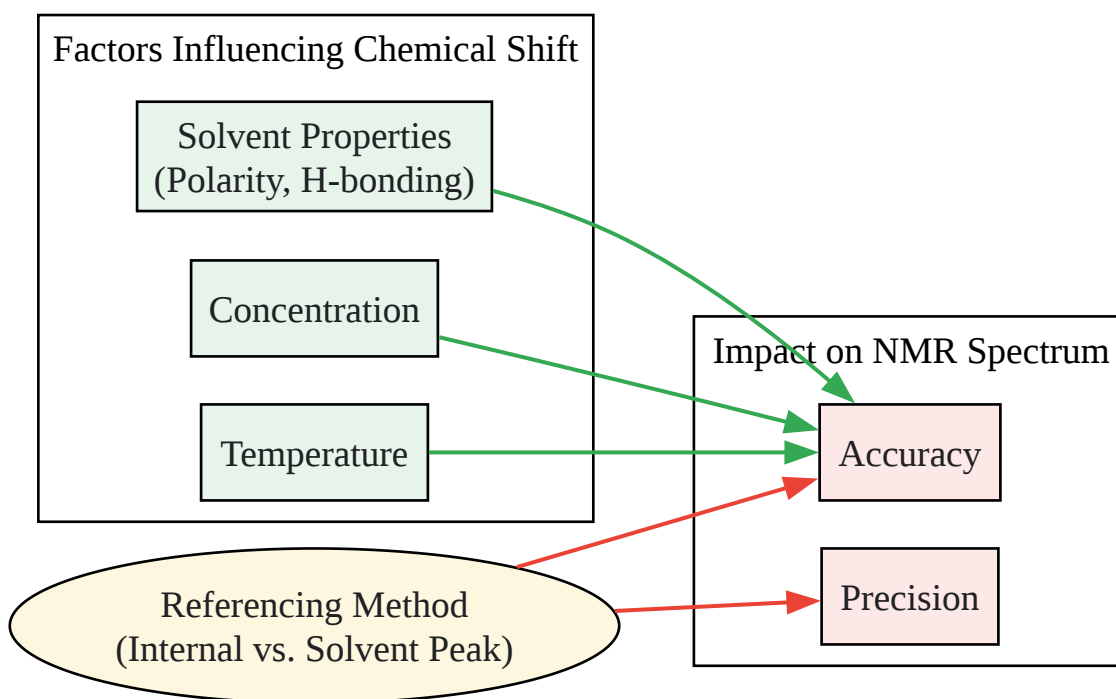 Factors Influencing Chemical Shift
Solvent Properties
(Polarity, H-bonding)
Concentration
Temperature
Referencing Method
(Internal vs. Solvent Peak)
Impact on NMR Spectrum
Accuracy
Precision